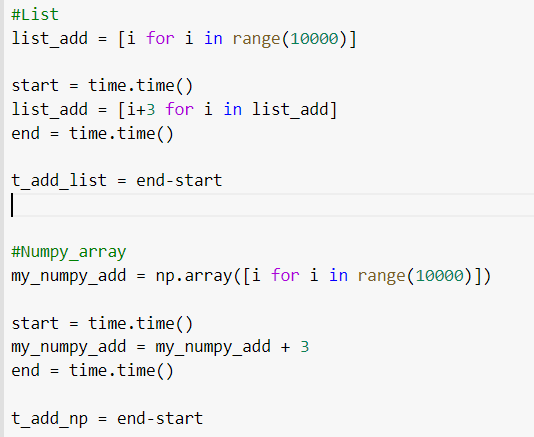 #List
list_add = [i for i in range(10000)]
start = time.time()
list_add = [i+3 for i in list_add]
end = time.time()
t_add_list = end-start
#Numpy_array
my_numpy_add = np.array([i for i in range(10000)])
start = time.time()
my_numpy_add = my_numpy_add + 3
end = time.time()
t_add_np = end-start